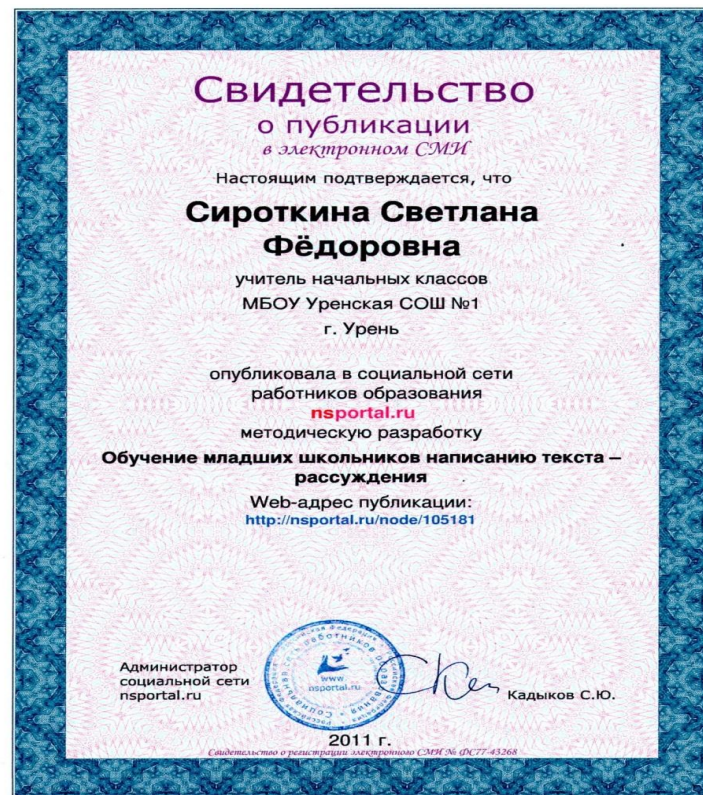 Свидетельство
о публикации
в электронном СМИ
Настоящим подтверждается, что
Сироткина Светлана
Фёдоровна
учитель начальных классов
МБОУ Уренская СОШ №1
г. Урень
опубликовала в социальной сети
работников образования
nsportal.ru
методическую разработку
Обучение младших школьников написанию текста –
рассуждения
Web-адрес публикации:
http://nsportal.ru/node/105181
Администратор
социальной сети
nsportal.ru
www
nsportal.ru
Кадыков С.Ю.
2011 г.
Свидетельство о регистрации электронного СМИ № ФС77-43268